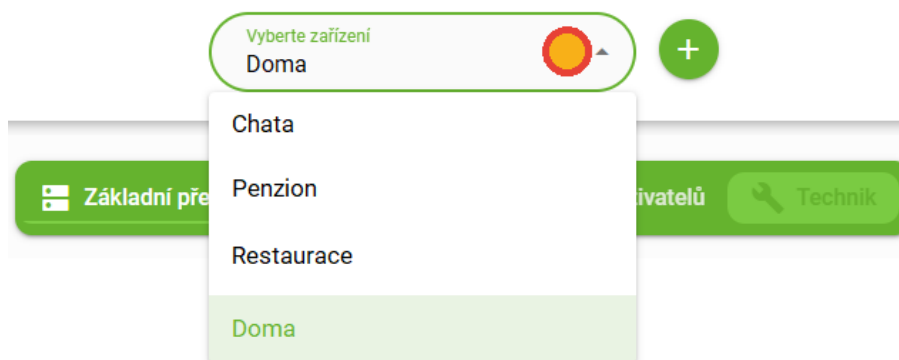 Vyberte zařízení
Doma
+
Chata
Penzion
Restaurace
Doma
Základní pře
ivatelů
Technik